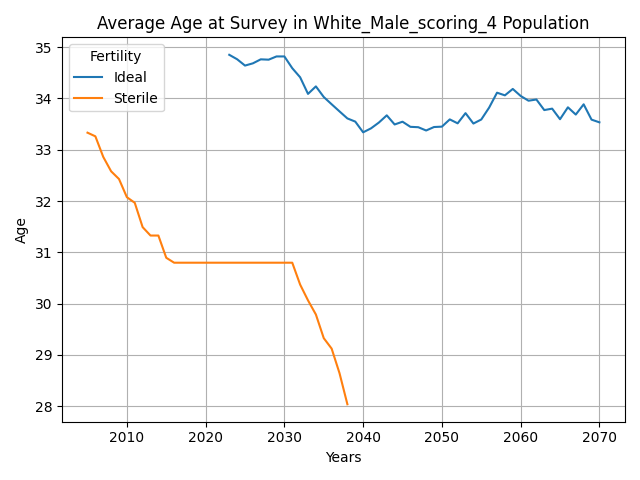 Average Age at Survey in White_Male_scoring_4 Population
Fertility
Ideal
Sterile
Age
35
34
33
32
31
30
29
28
2010
2020
2030
2040
2050
2060
2070
Years